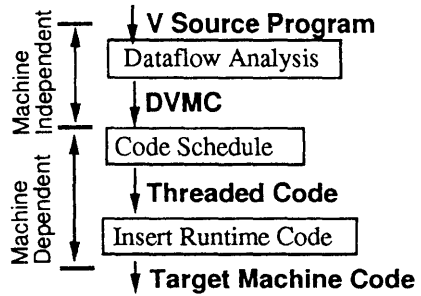 V Source Program
Dataflow Analysis
Machine
Independent
DVMC
Code Schedule
Threaded Code
Machine
Dependent
Insert Runtime Code
Target Machine Code